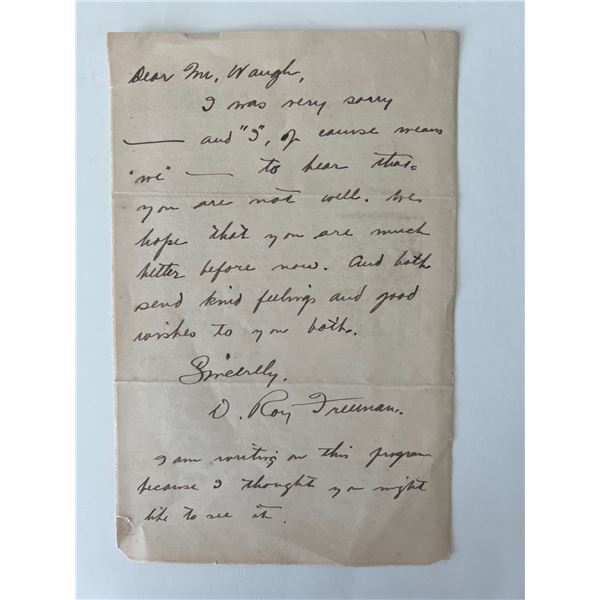 Dear Mr. Waugh,
I was very sorry
— and "I", of course means
"we" — to hear that
you are not well. We
hope that you are much
better before now. And both
send kind feelings and good
wishes to you both.
Sincerely,
D. Roy Freeman.
I am writing on this program
because I thought you might
like to see it.